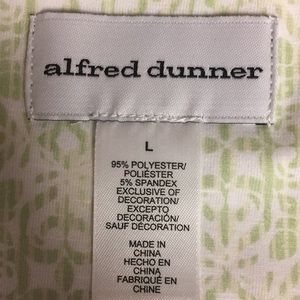 alfred dunner
L
95% POLYESTER/
POLIÉSTER
5% SPANDEX
EXCLUSIVE OF
DECORATION/
EXCEPTO
DECORACIÓN/
SAUF DÉCORATION
MADE IN
CHINA
HECHO EN
CHINA
FABRIQUÉ EN
CHINE